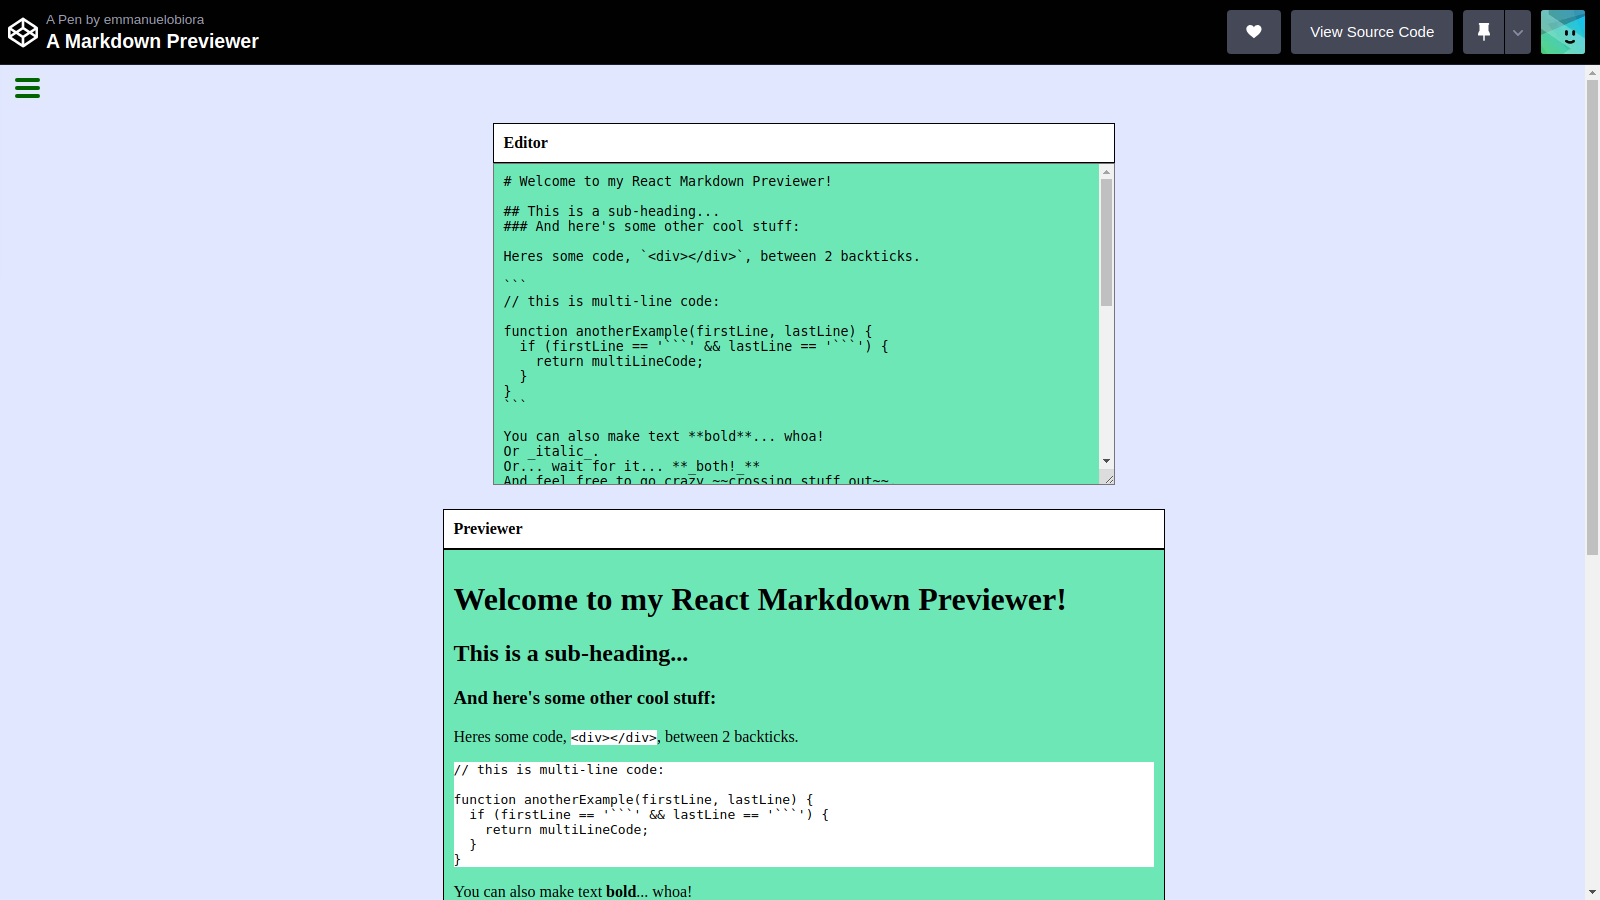 A Pen by emmanuelobiora
A Markdown Previewer
View Source Code
Editor
# Welcome to my React Markdown Previewer!
## This is a sub-heading...
### And here's some other cool stuff:
Heres some code, `<div></div>`, between 2 backticks.
```
// this is multi-line code:
function anotherExample(firstLine, lastLine) {
  if (firstLine == '```' && lastLine == '```') {
    return multiLineCode;
  }
}
```
You can also make text **bold**... whoa!
Or _italic_.
Or... wait for it... **_both!_**
And feel free to go crazy ~~crossing stuff out~~
Previewer
Welcome to my React Markdown Previewer!
This is a sub-heading...
And here's some other cool stuff:
Heres some code, <div></div>, between 2 backticks.
// this is multi-line code:
function anotherExample(firstLine, lastLine) {
  if (firstLine == '```' && lastLine == '```') {
    return multiLineCode;
  }
}
You can also make text bold... whoa!